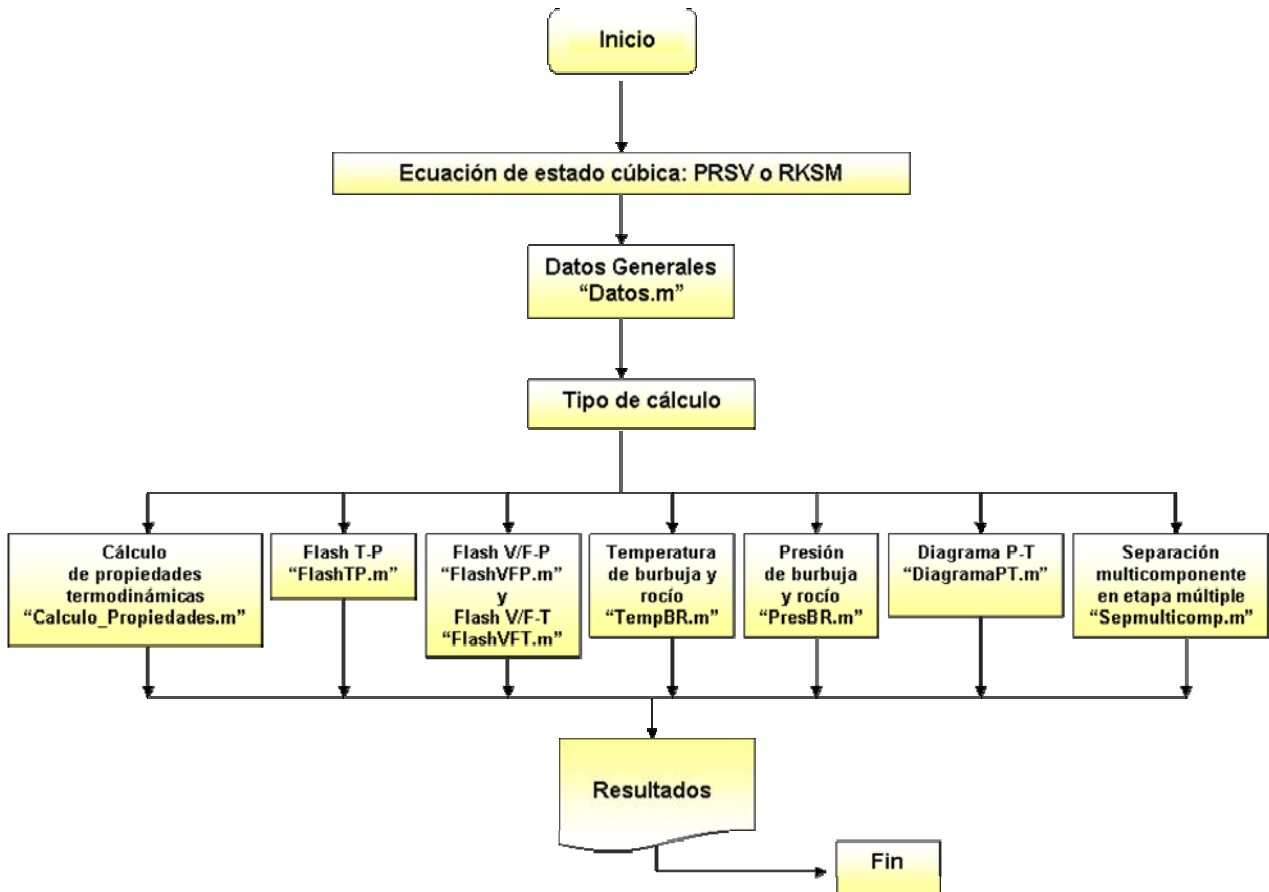 Inicio
Ecuación de estado cúbica: PRSV o RKSM
Datos Generales
“Datos.m”
Tipo de cálculo
Cálculo
de propiedades
termodinámicas
“Calculo_Propiedades.m”
Flash T-P
“FlashTP.m”
Flash V/F-P
“FlashVFP.m”
y
Flash V/F-T
“FlashVFT.m”
Temperatura
de burbuja y
rocío
“TempBR.m”
Presión
de burbuja
y rocío
“PresBR.m”
Diagrama P-T
“DiagramaPT.m”
Separación
multicomponente
en etapa múltiple
“Sepmulticomp.m”
Resultados
Fin